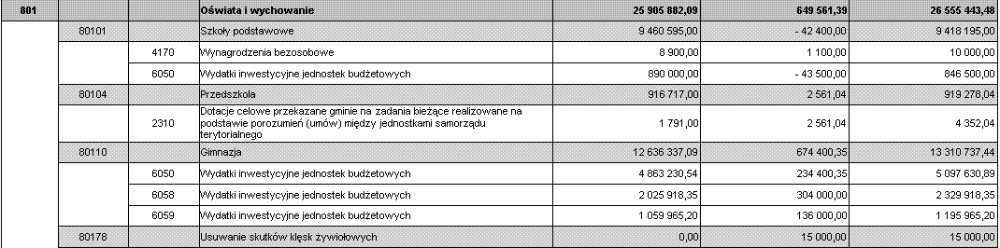 801 Oświata i wychowanie 25 905 882,09 649 561,39 26 555 443,48
80101 Szkoły podstawowe 9 460 595,00 - 42 400,00 9 418 195,00
4170 Wynagrodzenia bezosobowe 8 900,00 1 100,00 10 000,00
6050 Wydatki inwestycyjne jednostek budżetowych 890 000,00 - 43 500,00 846 500,00
80104 Przedszkola 916 717,00 2 561,04 919 278,04
Dotacje celowe przekazane gminie na zadania bieżące realizowane na
2310 podstawie porozumień (umów) między jednostkami samorządu 1 791,00 2 561,04 4 352,04
terytorialnego
80110 Gimnazja 12 636 337,09 674 400,35 13 310 737,44
6050 Wydatki inwestycyjne jednostek budżetowych 4 863 230,54 234 400,35 5 097 630,89
6058 Wydatki inwestycyjne jednostek budżetowych 2 025 918,35 304 000,00 2 329 918,35
6059 Wydatki inwestycyjne jednostek budżetowych 1 059 965,20 136 000,00 1 195 965,20
80178 Usuwanie skutków klęsk żywiołowych 0,00 15 000,00 15 000,00